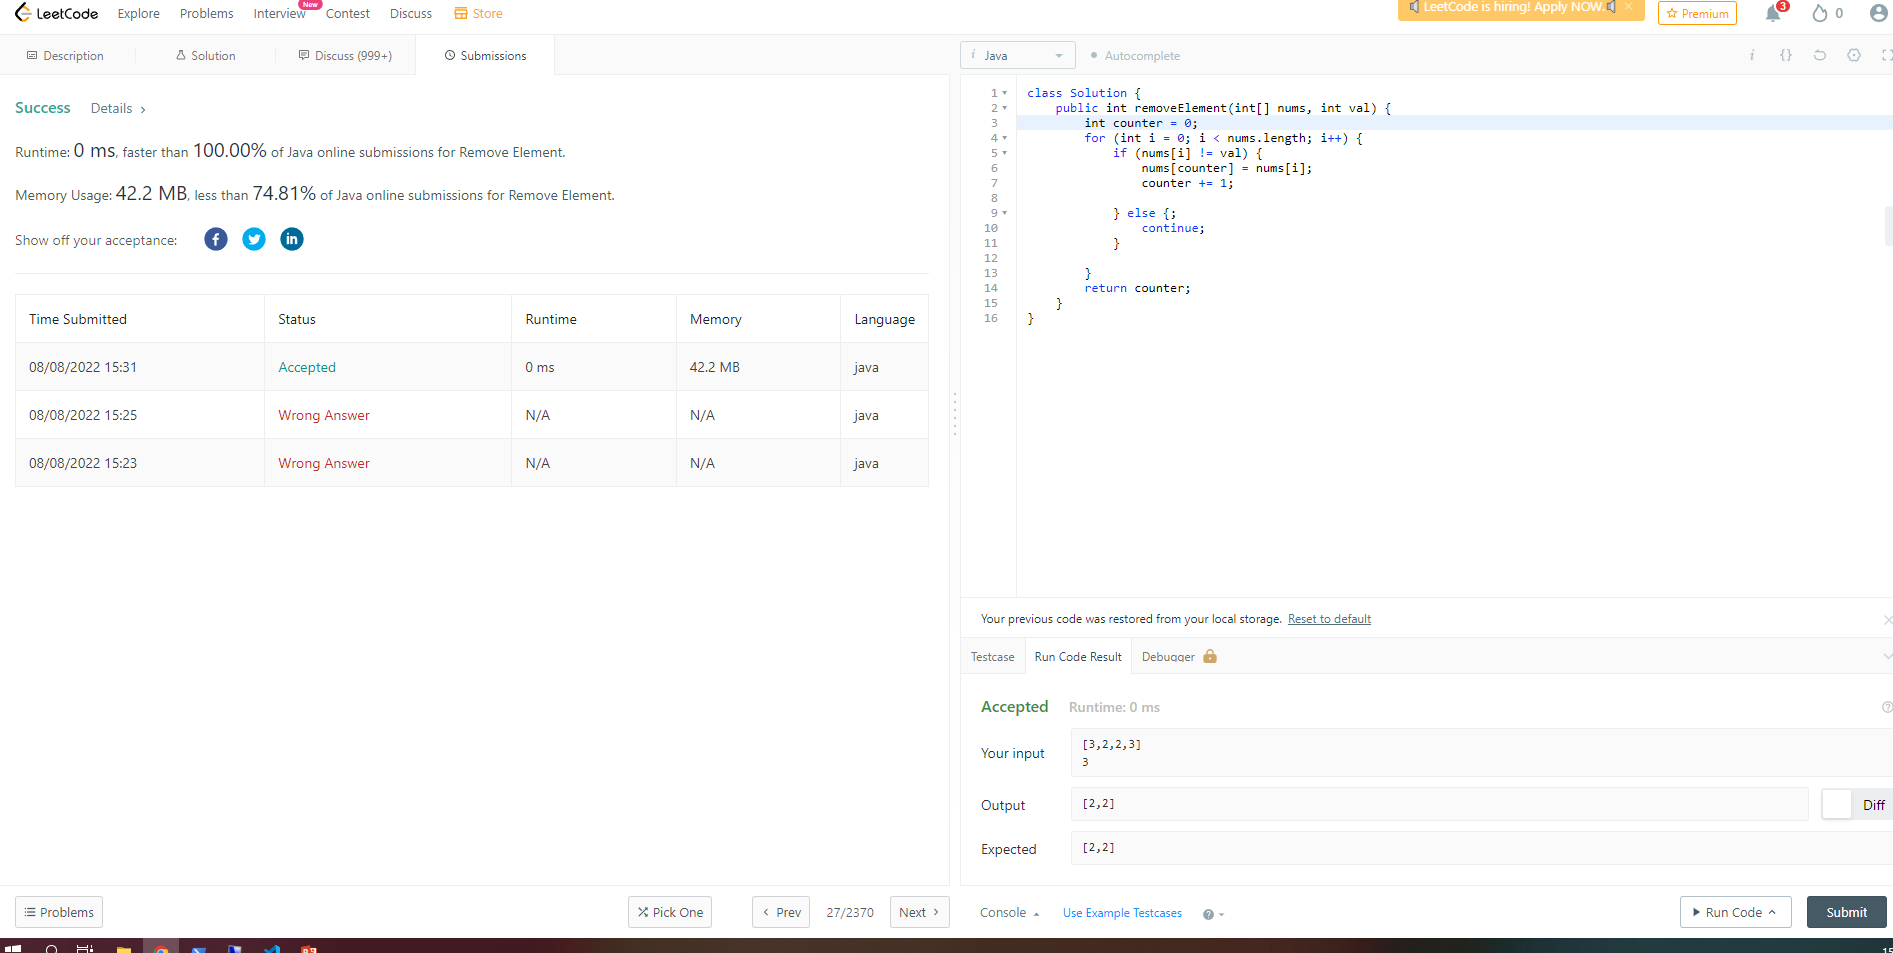 LeetCode Explore Problems Interview New Contest Discuss Store LeetCode is hiring! Apply NOW. × Premium 3 0
Description Solution Discuss (999+) Submissions
i Java Autocomplete i {}
Success Details ›
Runtime: 0 ms, faster than 100.00% of Java online submissions for Remove Element.
Memory Usage: 42.2 MB, less than 74.81% of Java online submissions for Remove Element.
Show off your acceptance: f in
Time Submitted Status Runtime Memory Language
08/08/2022 15:31 Accepted 0 ms 42.2 MB java
08/08/2022 15:25 Wrong Answer N/A N/A java
08/08/2022 15:23 Wrong Answer N/A N/A java
Problems Pick One ‹ Prev 27/2370 Next ›
1 class Solution {
2     public int removeElement(int[] nums, int val) {
3         int counter = 0;
4         for (int i = 0; i < nums.length; i++) {
5             if (nums[i] != val) {
6                 nums[counter] = nums[i];
7                 counter += 1;
8
9             } else {;
10                 continue;
11             }
12
13         }
14         return counter;
15     }
16 }
Your previous code was restored from your local storage. Reset to default
Testcase Run Code Result Debugger
Accepted Runtime: 0 ms ?
Your input
[3,2,2,3]
3
Output [2,2] Diff
Expected [2,2]
Console Use Example Testcases ? Run Code Submit